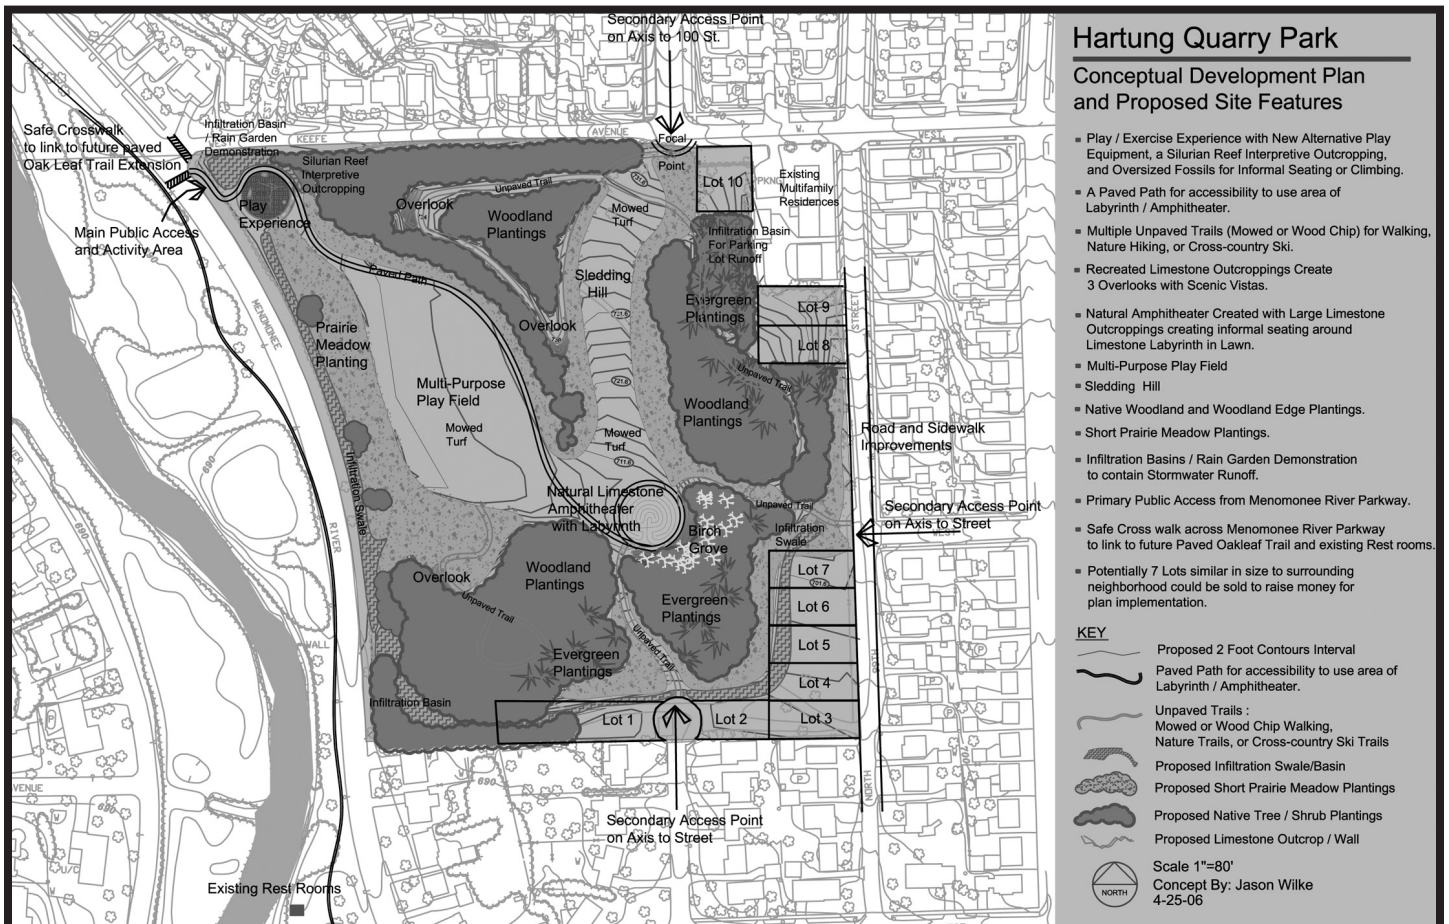 Secondary Access Point
on Axis to 100 St.
Safe Crosswalk
to link to future paved
Oak Leaf Trail Extension
Infiltration Basin
/ Rain Garden
Demonstration
WEST
KEEFE
AVENUE
W.
WEST
Focal
Point
Silurian Reef
Interpretive
Outcropping
Play
Experience
Main Public Access
and Activity Area
Unpaved Trail
Overlook
Woodland
Plantings
Mowed
Turf
Lot 10
Existing
Multifamily
Residences
Infiltration Basin
For Parking
Lot Runoff
Paved Path
Sledding
Hill
Evergreen
Plantings
Lot 9
Lot 8
STREET
MENOMONEE
Prairie
Meadow
Planting
Overlook
721.6
Unpaved Trail
Multi-Purpose
Play Field
Mowed
Turf
Woodland
Plantings
Mowed
Turf
711.6
Road and Sidewalk
Improvements
690
Infiltration Swale
Natural Limestone
Amphitheater
with Labyrinth
Birch
Grove
Unpaved Trail
Infiltration
Swale
Secondary Access Point
on Axis to Street
WEST
RIVER
Overlook
Woodland
Plantings
Unpaved Trail
Evergreen
Plantings
Lot 7
701.6
Lot 6
Lot 5
Lot 4
Lot 3
Unpaved Trail
Evergreen
Plantings
Infiltration Basin
Lot 1
Lot 2
99TH
NORTH
690
AVENUE
Secondary Access Point
on Axis to Street
Existing Rest Rooms
Hartung Quarry Park
Conceptual Development Plan
and Proposed Site Features
Play / Exercise Experience with New Alternative Play
Equipment, a Silurian Reef Interpretive Outcropping,
and Oversized Fossils for Informal Seating or Climbing.
A Paved Path for accessibility to use area of
Labyrinth / Amphitheater.
Multiple Unpaved Trails (Mowed or Wood Chip) for Walking,
Nature Hiking, or Cross-country Ski.
Recreated Limestone Outcroppings Create
3 Overlooks with Scenic Vistas.
Natural Amphitheater Created with Large Limestone
Outcroppings creating informal seating around
Limestone Labyrinth in Lawn.
Multi-Purpose Play Field
Sledding Hill
Native Woodland and Woodland Edge Plantings.
Short Prairie Meadow Plantings.
Infiltration Basins / Rain Garden Demonstration
to contain Stormwater Runoff.
Primary Public Access from Menomonee River Parkway.
Safe Cross walk across Menomonee River Parkway
to link to future Paved Oakleaf Trail and existing Rest rooms.
Potentially 7 Lots similar in size to surrounding
neighborhood could be sold to raise money for
plan implementation.
KEY
Proposed 2 Foot Contours Interval
Paved Path for accessibility to use area of
Labyrinth / Amphitheater.
Unpaved Trails :
Mowed or Wood Chip Walking,
Nature Trails, or Cross-country Ski Trails
Proposed Infiltration Swale/Basin
Proposed Short Prairie Meadow Plantings
Proposed Native Tree / Shrub Plantings
Proposed Limestone Outcrop / Wall
NORTH
Scale 1"=80'
Concept By: Jason Wilke
4-25-06